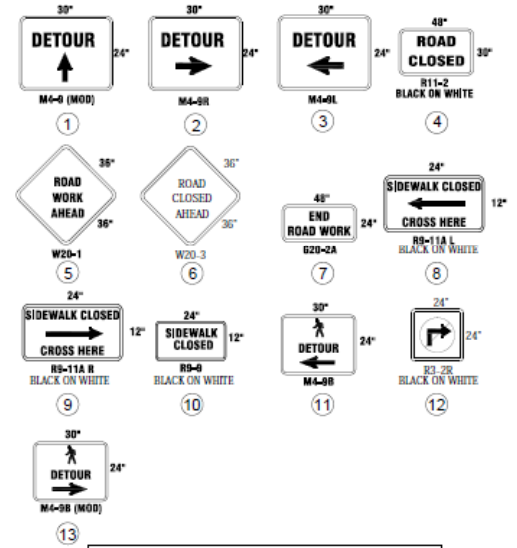 30"
DETOUR
24"
M4-9 (MOD)
1
30"
DETOUR
24"
M4-9R
2
30"
DETOUR
24"
M4-9L
3
48"
ROAD
CLOSED
30"
R11-2
BLACK ON WHITE
4
36"
ROAD
WORK
AHEAD
36"
W20-1
5
36"
ROAD
CLOSED
AHEAD
36"
W20-3
6
48"
END
ROAD WORK
24"
G20-2A
7
24"
SIDEWALK CLOSED
12"
CROSS HERE
R9-11A L
BLACK ON WHITE
8
24"
SIDEWALK CLOSED
12"
CROSS HERE
R9-11A R
BLACK ON WHITE
9
24"
SIDEWALK
CLOSED
12"
R9-9
BLACK ON WHITE
10
30"
24"
DETOUR
M4-9B
11
24"
24"
R3-2R
BLACK ON WHITE
12
30"
24"
DETOUR
M4-9B (MOD)
13